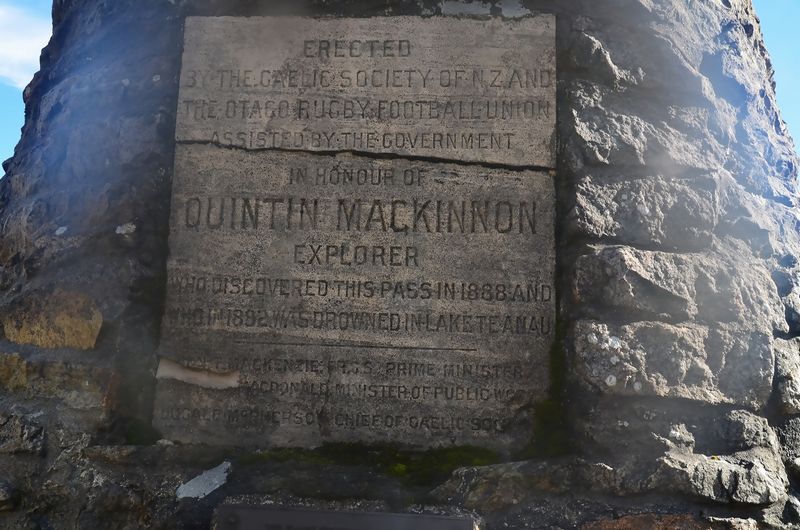 ERECTED
BY THE GAELIC SOCIETY OF N.Z. AND
THE OTAGO RUGBY FOOTBALL UNION
ASSISTED BY THE GOVERNMENT
IN HONOUR OF
QUINTIN MACKINNON
EXPLORER
WHO DISCOVERED THIS PASS IN 1888 AND
WHO IN 1892 WAS DROWNED IN LAKE TE ANAU
MACKENZIE PRIME MINISTER
MINISTER OF PUBLIC
CHIEF OF GAELIC